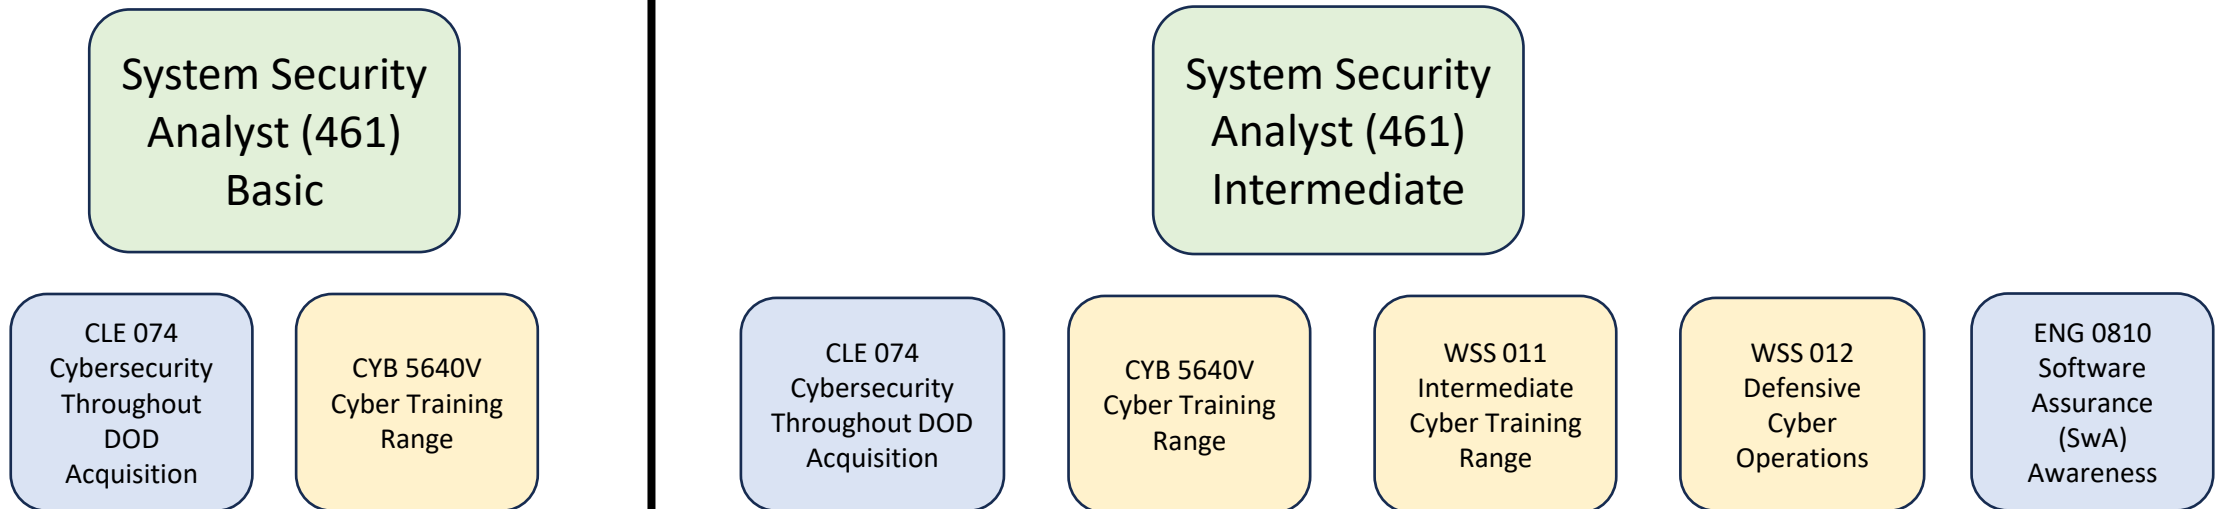 System Security
Analyst (461)
Basic
System Security
Analyst (461)
Intermediate
CLE 074
Cybersecurity
Throughout
DOD
Acquisition
CYB 5640V
Cyber Training
Range
CLE 074
Cybersecurity
Throughout DOD
Acquisition
CYB 5640V
Cyber Training
Range
WSS 011
Intermediate
Cyber Training
Range
WSS 012
Defensive
Cyber
Operations
ENG 0810
Software
Assurance
(SwA)
Awareness